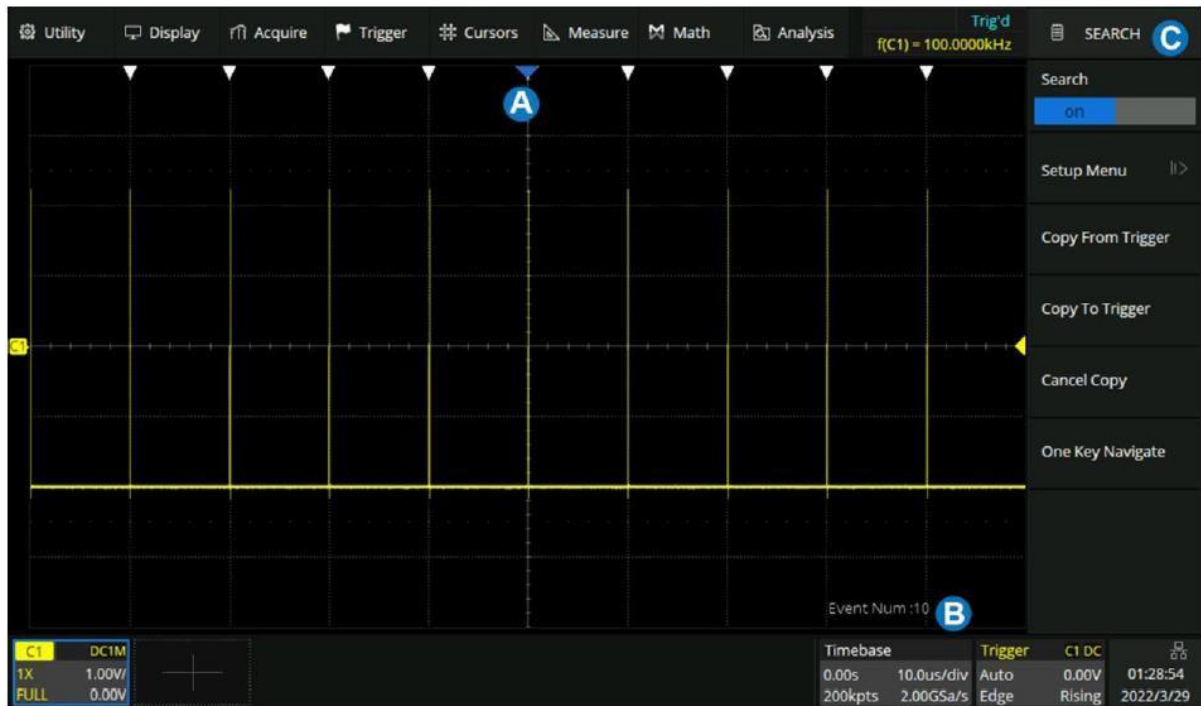 Utility Display Acquire Trigger Cursors Measure Math Analysis
Trig'd
f(C1) = 100.0000kHz
SEARCH C
A
Search
on
Setup Menu
Copy From Trigger
Copy To Trigger
C1
Cancel Copy
One Key Navigate
Event Num :10 B
C1 DC1M
1X 1.00V/
FULL 0.00V
Timebase
0.00s 10.0us/div
200kpts 2.00GSa/s
Trigger C1 DC
Auto 0.00V
Edge Rising
01:28:54
2022/3/29